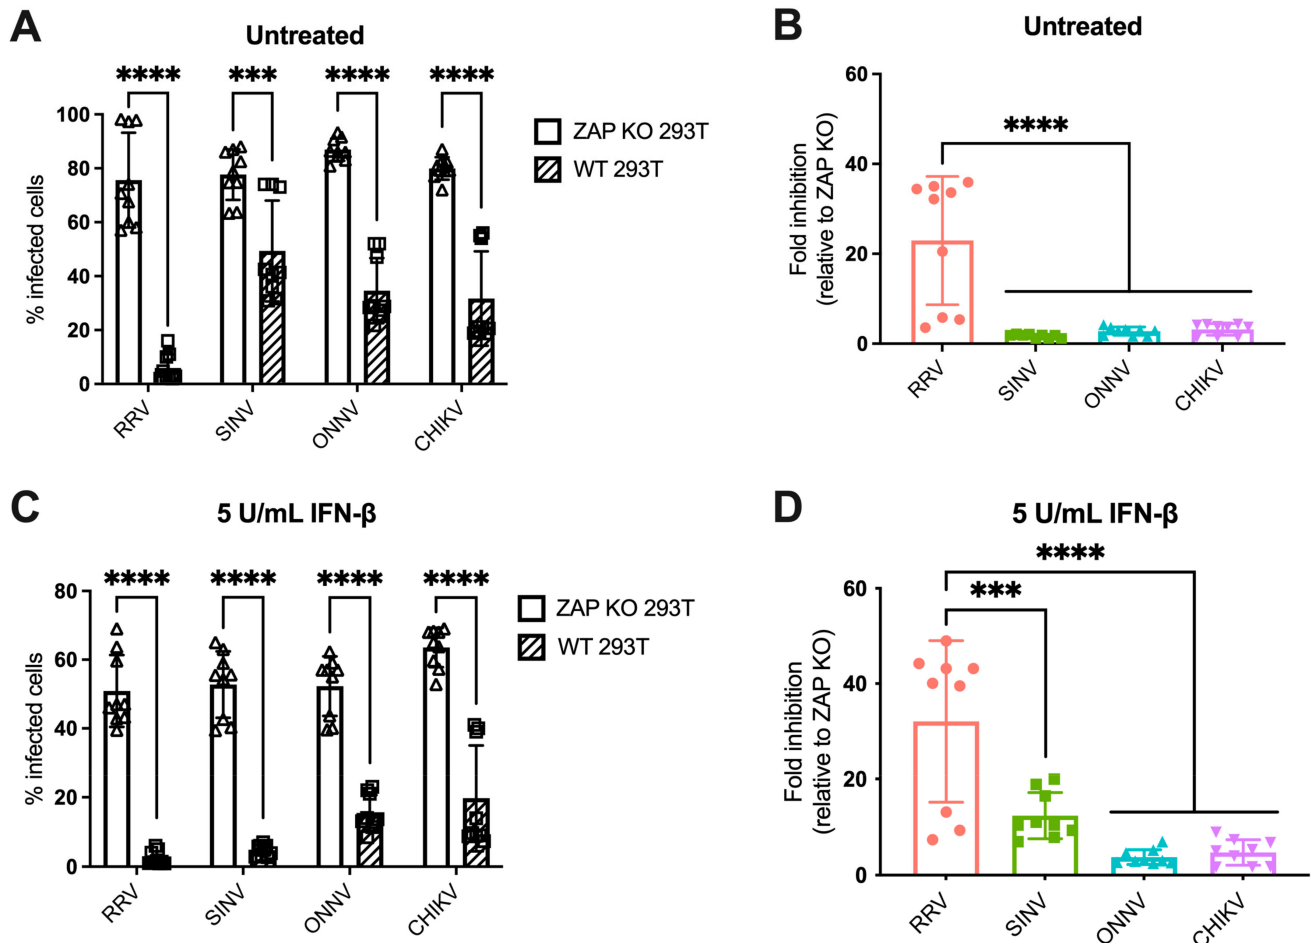 A
Untreated
**** *** **** ****
% infected cells
100
80
60
40
20
0
RRV
SINV
ONNV
CHIKV
ZAP KO 293T
WT 293T
B
Untreated
Fold inhibition
(relative to ZAP KO)
60
40
20
0
****
RRV
SINV
ONNV
CHIKV
C
5 U/mL IFN-β
**** **** **** ****
% infected cells
80
60
40
20
0
RRV
SINV
ONNV
CHIKV
ZAP KO 293T
WT 293T
D
5 U/mL IFN-β
****
***
Fold inhibition
(relative to ZAP KO)
60
40
20
0
RRV
SINV
ONNV
CHIKV